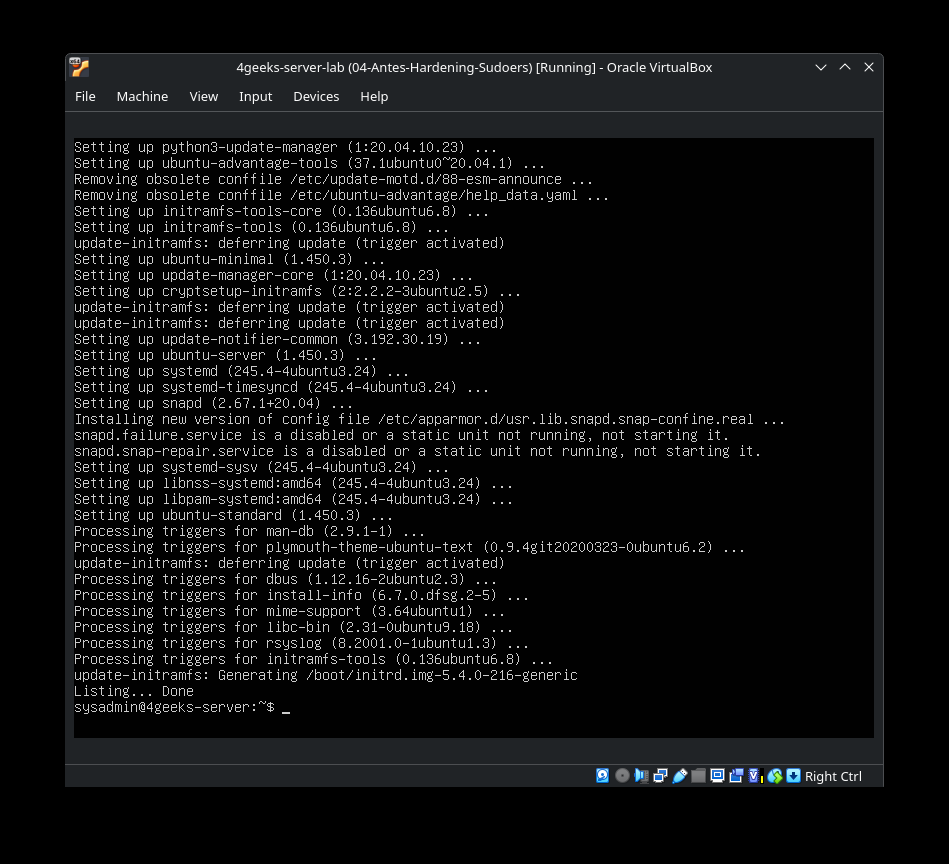 4geeks-server-lab (04-Antes-Hardening-Sudoers) [Running] - Oracle VirtualBox
File Machine View Input Devices Help
Setting up python3-update-manager (1:20.04.10.23) ...
Setting up ubuntu-advantage-tools (37.1ubuntu0~20.04.1) ...
Removing obsolete conffile /etc/update-motd.d/88-esm-announce ...
Removing obsolete conffile /etc/ubuntu-advantage/help_data.yaml ...
Setting up initramfs-tools-core (0.136ubuntu6.8) ...
Setting up initramfs-tools (0.136ubuntu6.8) ...
update-initramfs: deferring update (trigger activated)
Setting up ubuntu-minimal (1.450.3) ...
Setting up update-manager-core (1:20.04.10.23) ...
Setting up cryptsetup-initramfs (2:2.2.2-3ubuntu2.5) ...
update-initramfs: deferring update (trigger activated)
update-initramfs: deferring update (trigger activated)
Setting up update-notifier-common (3.192.30.19) ...
Setting up ubuntu-server (1.450.3) ...
Setting up systemd (245.4-4ubuntu3.24) ...
Setting up systemd-timesyncd (245.4-4ubuntu3.24) ...
Setting up snapd (2.67.1+20.04) ...
Installing new version of config file /etc/apparmor.d/usr.lib.snapd.snap-confine.real ...
snapd.failure.service is a disabled or a static unit not running, not starting it.
snapd.snap-repair.service is a disabled or a static unit not running, not starting it.
Setting up systemd-sysv (245.4-4ubuntu3.24) ...
Setting up libnss-systemd:amd64 (245.4-4ubuntu3.24) ...
Setting up libpam-systemd:amd64 (245.4-4ubuntu3.24) ...
Setting up ubuntu-standard (1.450.3) ...
Processing triggers for man-db (2.9.1-1) ...
Processing triggers for plymouth-theme-ubuntu-text (0.9.4git20200323-0ubuntu6.2) ...
update-initramfs: deferring update (trigger activated)
Processing triggers for dbus (1.12.16-2ubuntu2.3) ...
Processing triggers for install-info (6.7.0.dfsg.2-5) ...
Processing triggers for mime-support (3.64ubuntu1) ...
Processing triggers for libc-bin (2.31-0ubuntu9.18) ...
Processing triggers for rsyslog (8.2001.0-1ubuntu1.3) ...
Processing triggers for initramfs-tools (0.136ubuntu6.8) ...
update-initramfs: Generating /boot/initrd.img-5.4.0-216-generic
Listing... Done
sysadmin@4geeks-server:~$ _
Right Ctrl